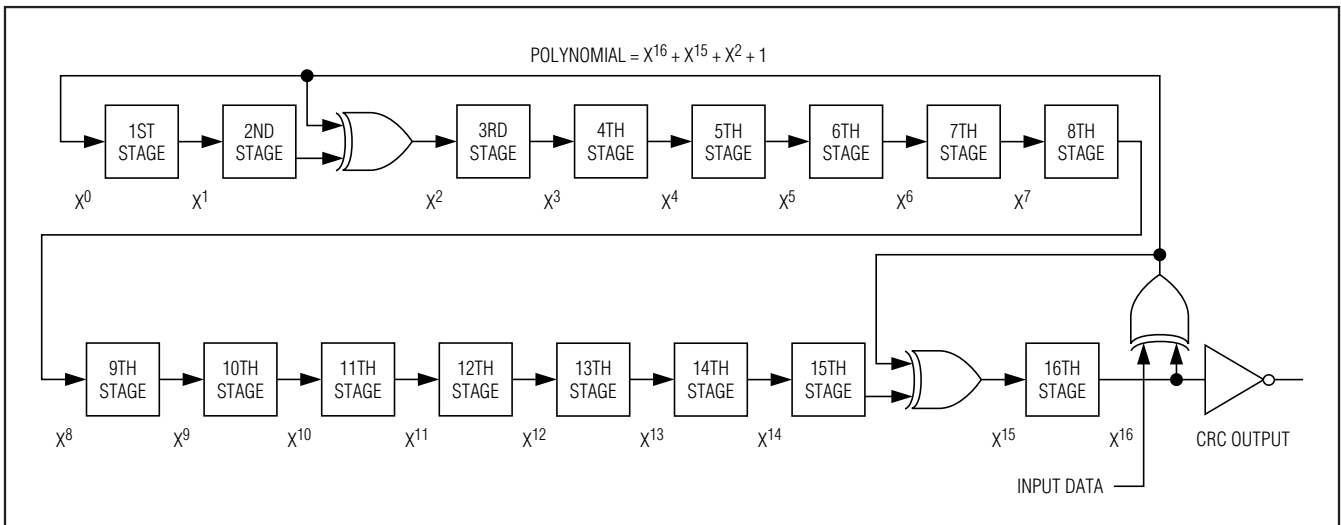 POLYNOMIAL = X¹⁶ + X¹⁵ + X² + 1
1ST
STAGE
2ND
STAGE
3RD
STAGE
4TH
STAGE
5TH
STAGE
6TH
STAGE
7TH
STAGE
8TH
STAGE
X⁰
X¹
X²
X³
X⁴
X⁵
X⁶
X⁷
9TH
STAGE
10TH
STAGE
11TH
STAGE
12TH
STAGE
13TH
STAGE
14TH
STAGE
15TH
STAGE
16TH
STAGE
X⁸
X⁹
X¹⁰
X¹¹
X¹²
X¹³
X¹⁴
X¹⁵
X¹⁶
CRC OUTPUT
INPUT DATA